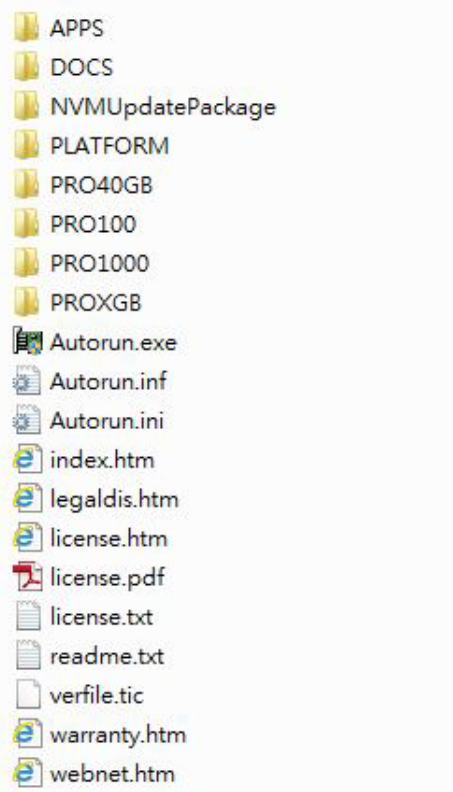 APPS
DOCS
NVMUpdatePackage
PLATFORM
PRO40GB
PRO100
PRO1000
PROXGB
Autorun.exe
Autorun.inf
Autorun.ini
index.htm
legaldis.htm
license.htm
license.pdf
license.txt
readme.txt
verfile.tic
warranty.htm
webnet.htm